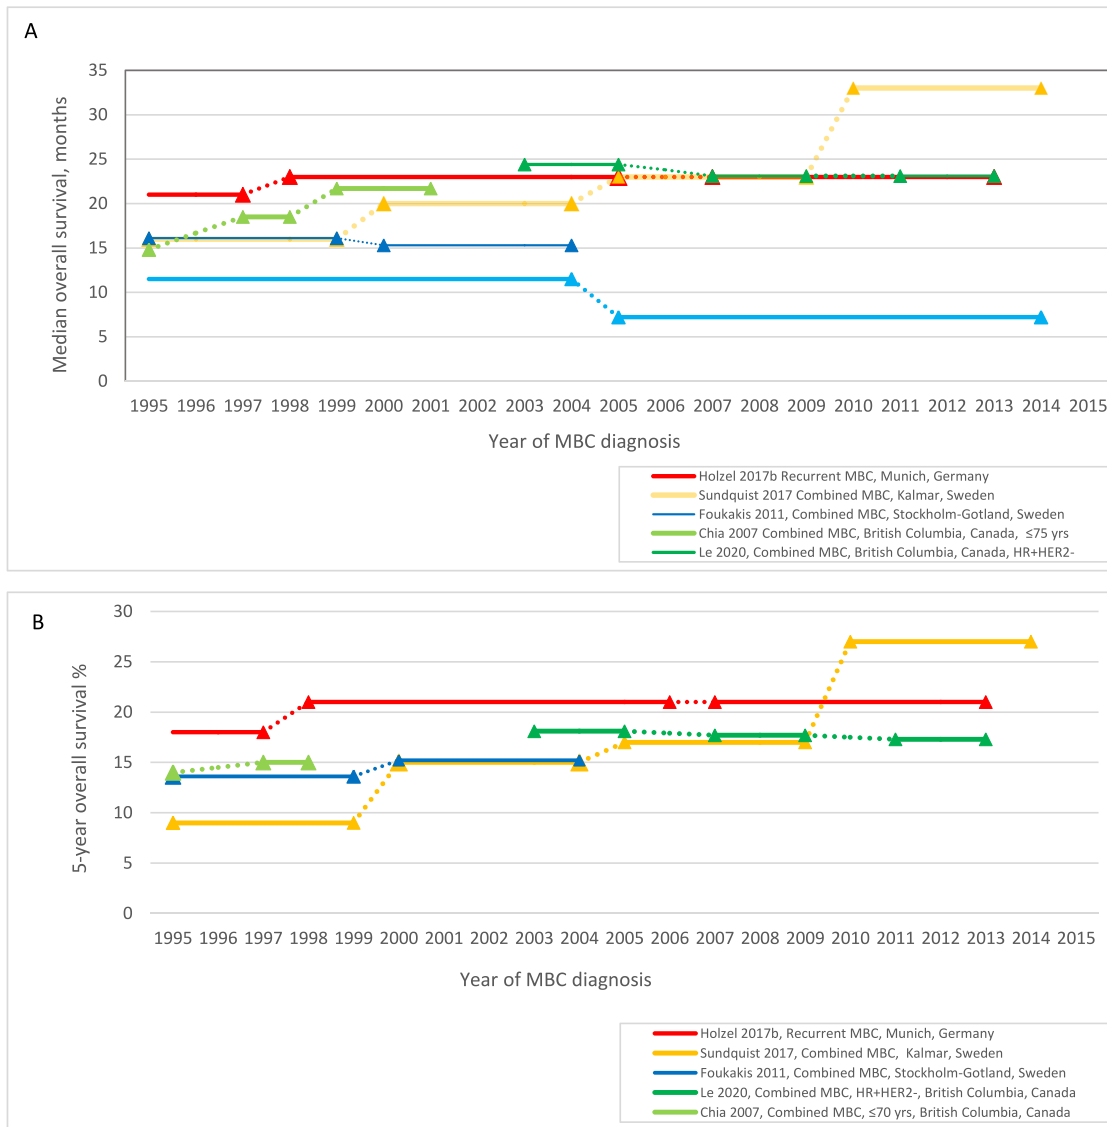 A
Median overall survival, months
35
30
25
20
15
10
5
0
1995 1996 1997 1998 1999 2000 2001 2002 2003 2004 2005 2006 2007 2008 2009 2010 2011 2012 2013 2014 2015
Year of MBC diagnosis
Holzel 2017b Recurrent MBC, Munich, Germany
Sundquist 2017 Combined MBC, Kalmar, Sweden
Foukakis 2011, Combined MBC, Stockholm-Gotland, Sweden
Chia 2007 Combined MBC, British Columbia, Canada, ≤75 yrs
Le 2020, Combined MBC, British Columbia, Canada, HR+HER2-
B
5-year overall survival %
30
25
20
15
10
5
0
1995 1996 1997 1998 1999 2000 2001 2002 2003 2004 2005 2006 2007 2008 2009 2010 2011 2012 2013 2014 2015
Year of MBC diagnosis
Holzel 2017b, Recurrent MBC, Munich, Germany
Sundquist 2017, Combined MBC, Kalmar, Sweden
Foukakis 2011, Combined MBC, Stockholm-Gotland, Sweden
Le 2020, Combined MBC, HR+HER2-, British Columbia, Canada
Chia 2007, Combined MBC, ≤70 yrs, British Columbia, Canada